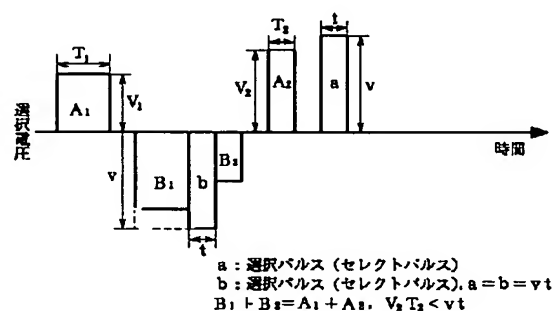 T₁
T₂
t
A₁
V₁
V₂
A₂
a
v
選択電圧
時間
v
B₁
b
B₂
t
a : 選択パルス (セレクトパルス)
b : 選択パルス (セレクトパルス), a = b = vt
B₁ + B₂ = A₁ + A₂, V₂T₂ < vt